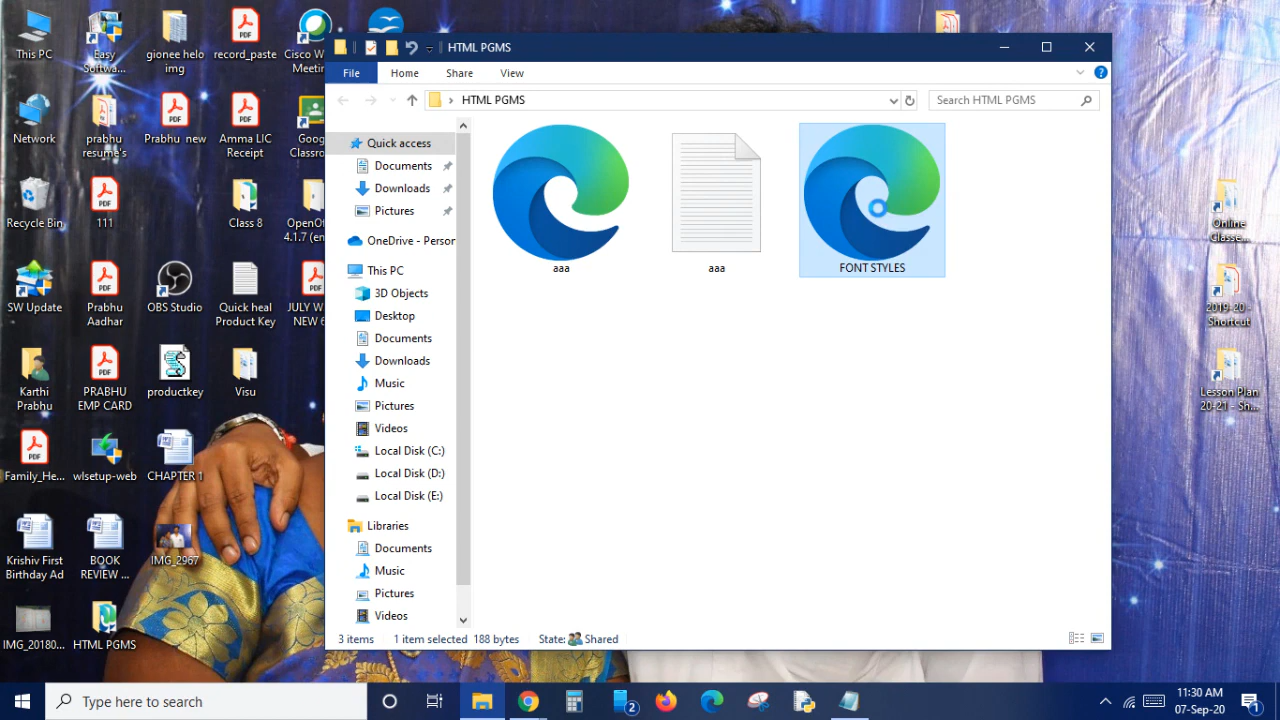 This PC
Easy
Softwa...
gionee helo
img
record_paste
Cisco W
Meetin
Network
prabhu
resume's
Prabhu new
Amma LIC
Receipt
Goog
Classro
Recycle Bin
111
Class 8
OpenOf
4.1.7 (en
SW Update
Prabhu
Aadhar
OBS Studio
Quick heal
Product Key
JULY W
NEW 6
Karthi
Prabhu
PRABHU
EMP CARD
productkey
Visu
Family_He...
wlsetup-web
CHAPTER 1
Krishiv First
Birthday Ad
BOOK
REVIEW ...
IMG_2967
IMG_20180...
HTML PGMS
HTML PGMS
File
Home
Share
View
HTML PGMS
Search HTML PGMS
Quick access
Documents
Downloads
Pictures
OneDrive - Person
This PC
3D Objects
Desktop
Documents
Downloads
Music
Pictures
Videos
Local Disk (C:)
Local Disk (D:)
Local Disk (E:)
Libraries
Documents
Music
Pictures
Videos
aaa
aaa
FONT STYLES
3 items
1 item selected 188 bytes
State:
Shared
Online
Classe...
2019-20 -
Shortcut
Lesson Plan
20-21 - Sh...
Type here to search
2
11:30 AM
07-Sep-20
1